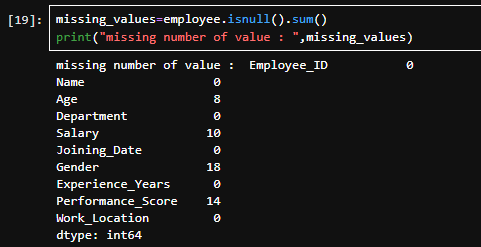 [19]: missing_values=employee.isnull().sum()
print("missing number of value : ",missing_values)
missing number of value :  Employee_ID           0
Name                  0
Age                   8
Department            0
Salary               10
Joining_Date          0
Gender               18
Experience_Years      0
Performance_Score    14
Work_Location         0
dtype: int64